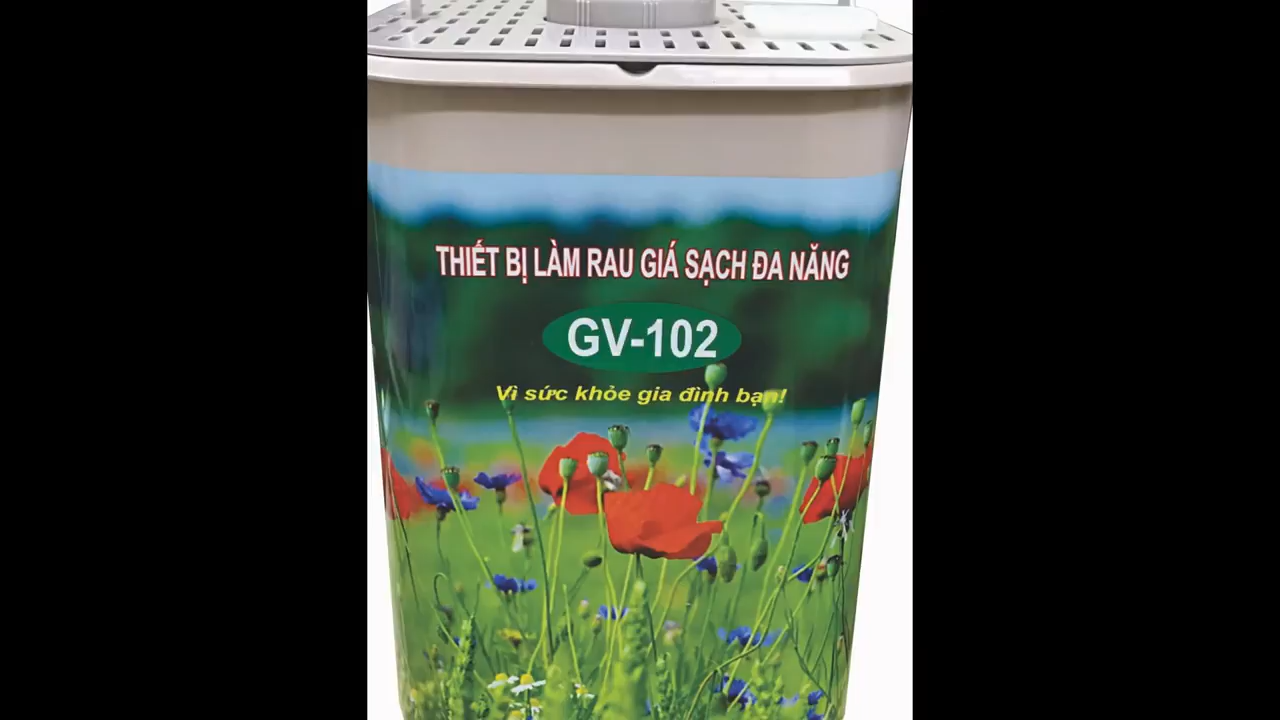 THIẾT BỊ LÀM RAU GIÁ SẠCH ĐA NĂNG
GV-102
Vì sức khỏe gia đình bạn!